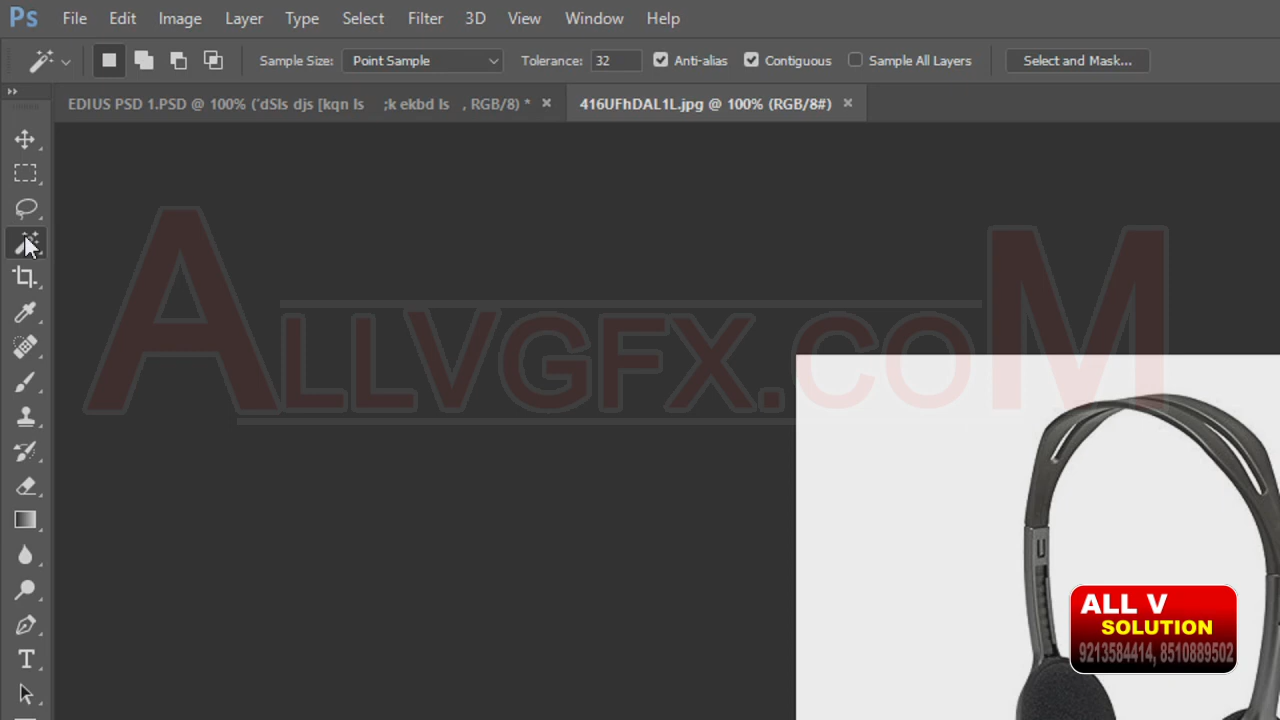 Ps File Edit Image Layer Type Select Filter 3D View Window Help
Sample Size: Point Sample Tolerance: 32 Anti-alias Contiguous Sample All Layers Select and Mask...
EDIUS PSD 1.PSD @ 100% ('dSls djs [kqn ls ;k ekbd ls , RGB/8) * × 416UFhDAL1L.jpg @ 100% (RGB/8#) ×
ALLVGFX.COM
T
ALL V
SOLUTION
9213584414, 8510889502